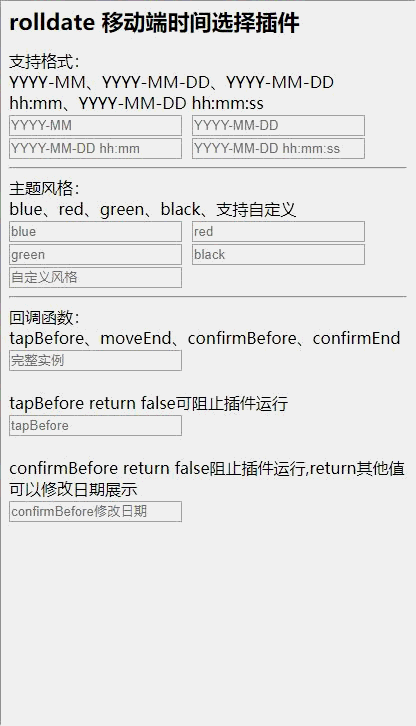 rolldate 移动端时间选择插件
支持格式：
YYYY-MM、YYYY-MM-DD、YYYY-MM-DD
hh:mm、YYYY-MM-DD hh:mm:ss
YYYY-MM YYYY-MM-DD
YYYY-MM-DD hh:mm YYYY-MM-DD hh:mm:ss
主题风格：
blue、red、green、black、支持自定义
blue red
green black
自定义风格
回调函数：
tapBefore、moveEnd、confirmBefore、confirmEnd
完整实例
tapBefore return false可阻止插件运行
tapBefore
confirmBefore return false阻止插件运行,return其他值
可以修改日期展示
confirmBefore修改日期